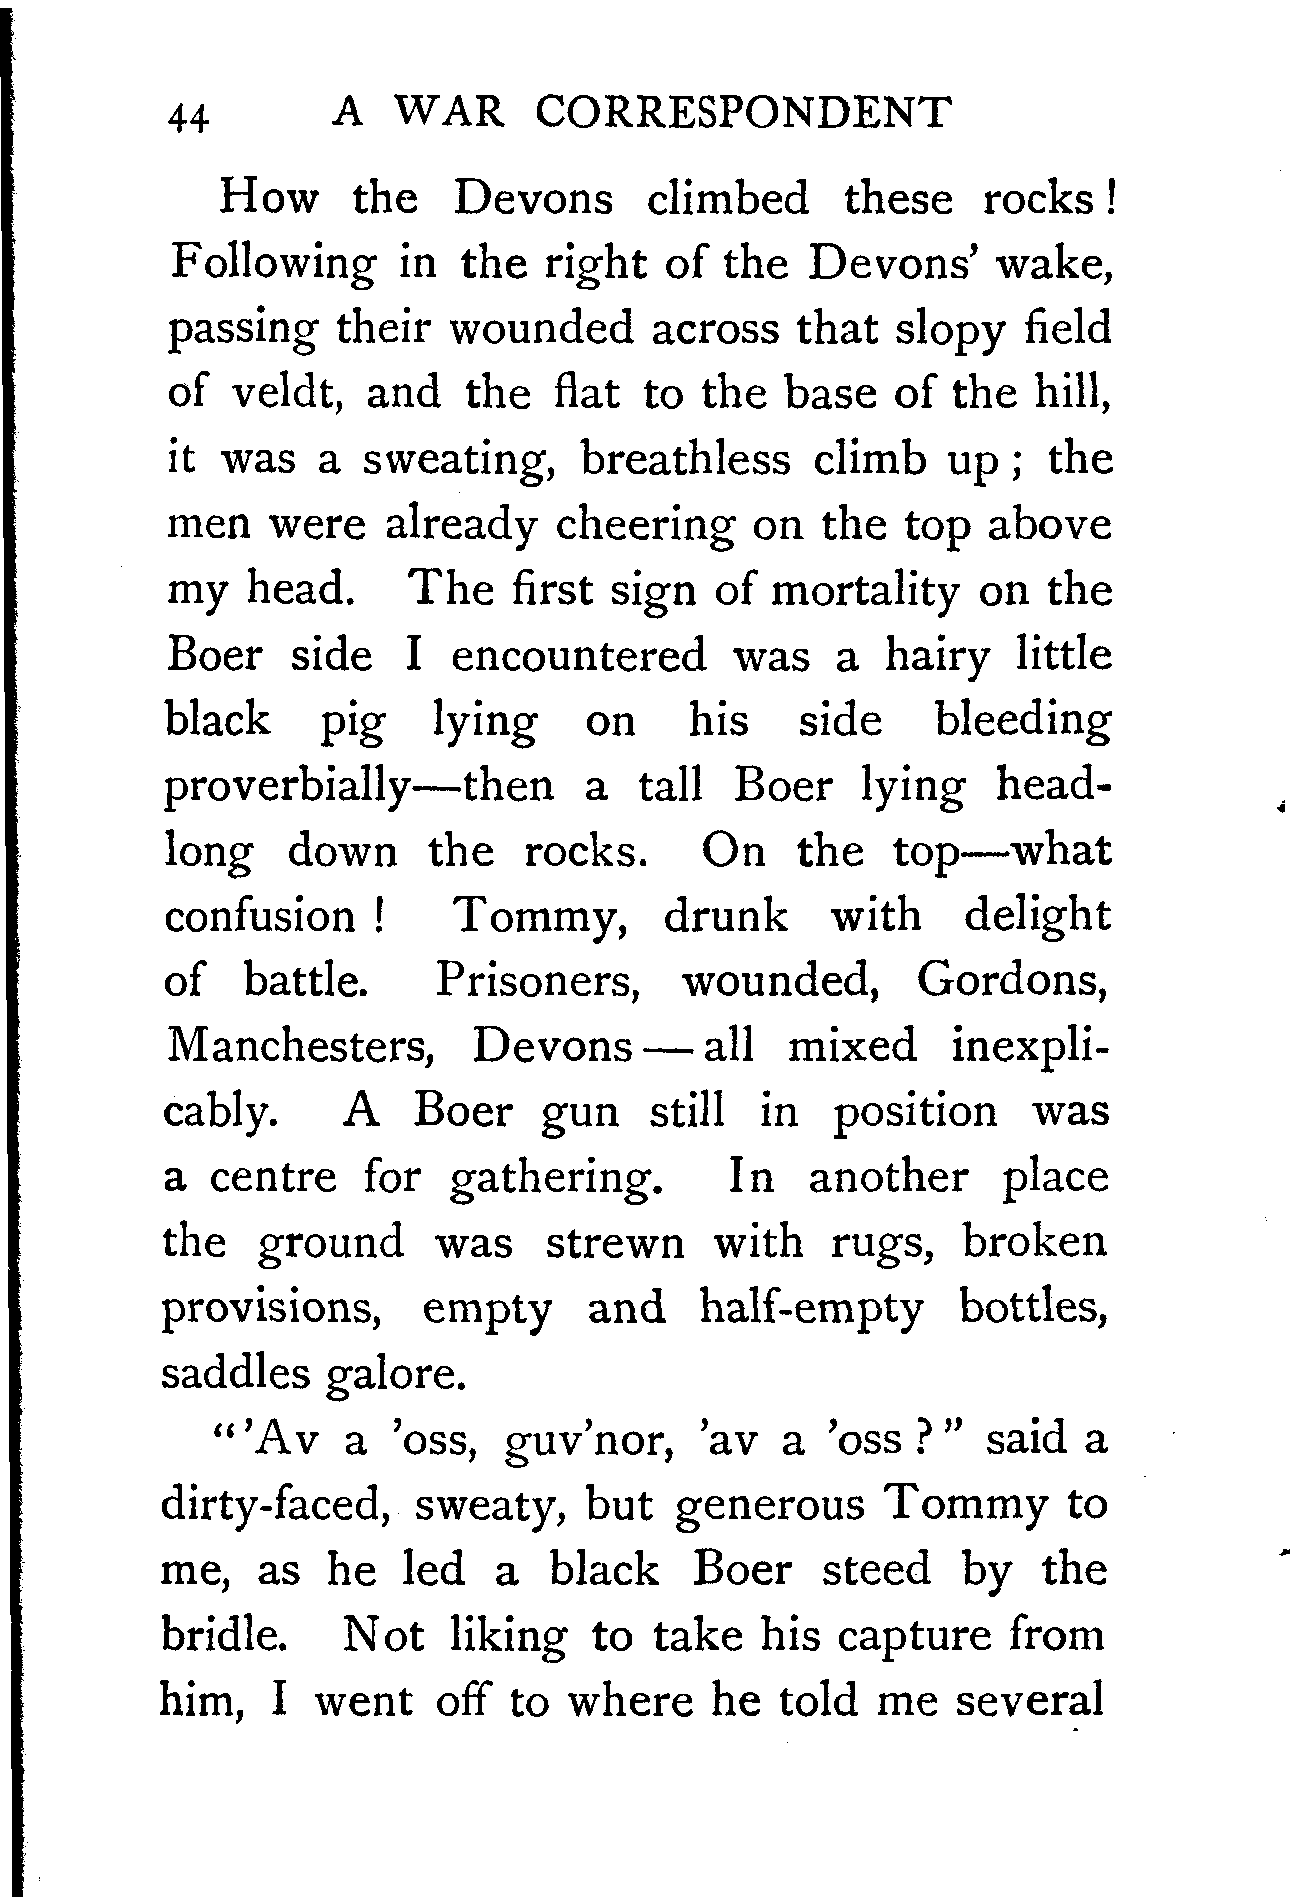 44 A WAR CORRESPONDENT
How the Devons climbed these rocks!
Following in the right of the Devons' wake,
passing their wounded across that slopy field
of veldt, and the flat to the base of the hill,
it was a sweating, breathless climb up; the
men were already cheering on the top above
my head. The first sign of mortality on the
Boer side I encountered was a hairy little
black pig lying on his side bleeding
proverbially—then a tall Boer lying head-
long down the rocks. On the top—what
confusion! Tommy, drunk with delight
of battle. Prisoners, wounded, Gordons,
Manchesters, Devons—all mixed inexpli-
cably. A Boer gun still in position was
a centre for gathering. In another place
the ground was strewn with rugs, broken
provisions, empty and half-empty bottles,
saddles galore.
"'Av a 'oss, guv'nor, 'av a 'oss?" said a
dirty-faced, sweaty, but generous Tommy to
me, as he led a black Boer steed by the
bridle. Not liking to take his capture from
him, I went off to where he told me several